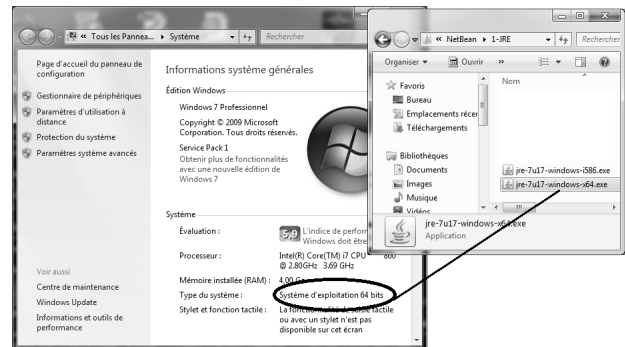 « Tous les Pannea... ▸ Système
Rechercher
Page d'accueil du panneau de
configuration
Gestionnaire de périphériques
Paramètres d'utilisation à
distance
Protection du système
Paramètres système avancés
Voir aussi
Centre de maintenance
Windows Update
Informations et outils de
performance
Informations système générales
Édition Windows
Windows 7 Professionnel
Copyright © 2009 Microsoft
Corporation. Tous droits réservés.
Service Pack 1
Obtenir plus de fonctionnalités
avec une nouvelle édition de
Windows 7
Système
Évaluation :
5,9 L'indice de perform
Windows doit être
Processeur : Intel(R) Core(TM) i7 CPU
@ 2.80GHz 3.69 GHz
Mémoire installée (RAM) : 4,00 Go
Type du système : Système d'exploitation 64 bits
Stylet et fonction tactile : La fonctionnalité de saisie tactile
ou avec un stylet n'est pas
disponible sur cet écran
« NetBean ▸ 1-JRE
Rechercher
Organiser
Ouvrir
»
Favoris
Bureau
Emplacements récen
Téléchargements
Bibliothèques
Documents
Images
Musique
Vidéos
Nom
jre-7u17-windows-i586.exe
jre-7u17-windows-x64.exe
jre-7u17-windows-x64.exe
Application